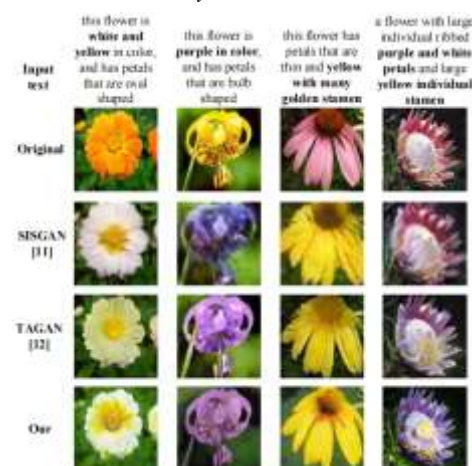 Input
text
this flower is
white and
yellow in color,
and has petals
that are oval
shaped
this flower is
purple in color,
and has petals
that are bulb
shaped
this flower has
petals that are
thin and yellow
with many
golden stamen
a flower with large
individual ribbed
purple and white
petals and large
yellow individual
stamen
Original
SISGAN
[11]
TAGAN
[12]
Our